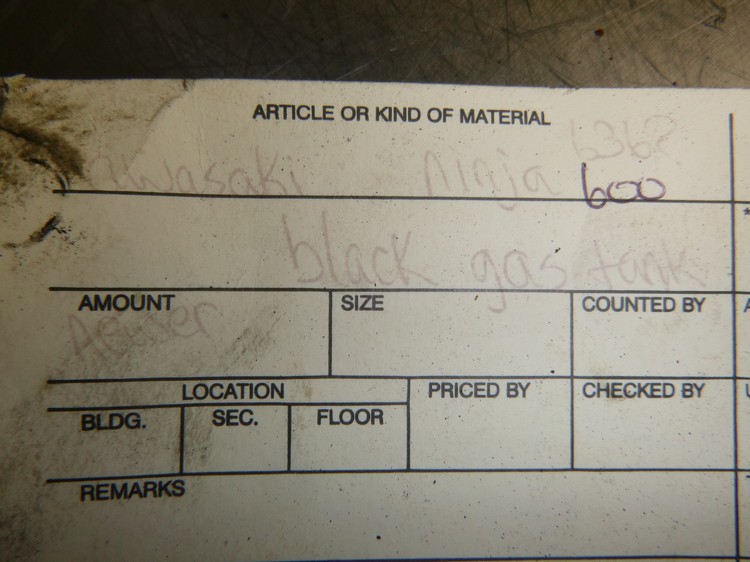 ARTICLE OR KIND OF MATERIAL
636?
Kawasaki Ninja 600
black gas tank
AMOUNT SIZE COUNTED BY
LOCATION PRICED BY CHECKED BY
BLDG. SEC. FLOOR
REMARKS